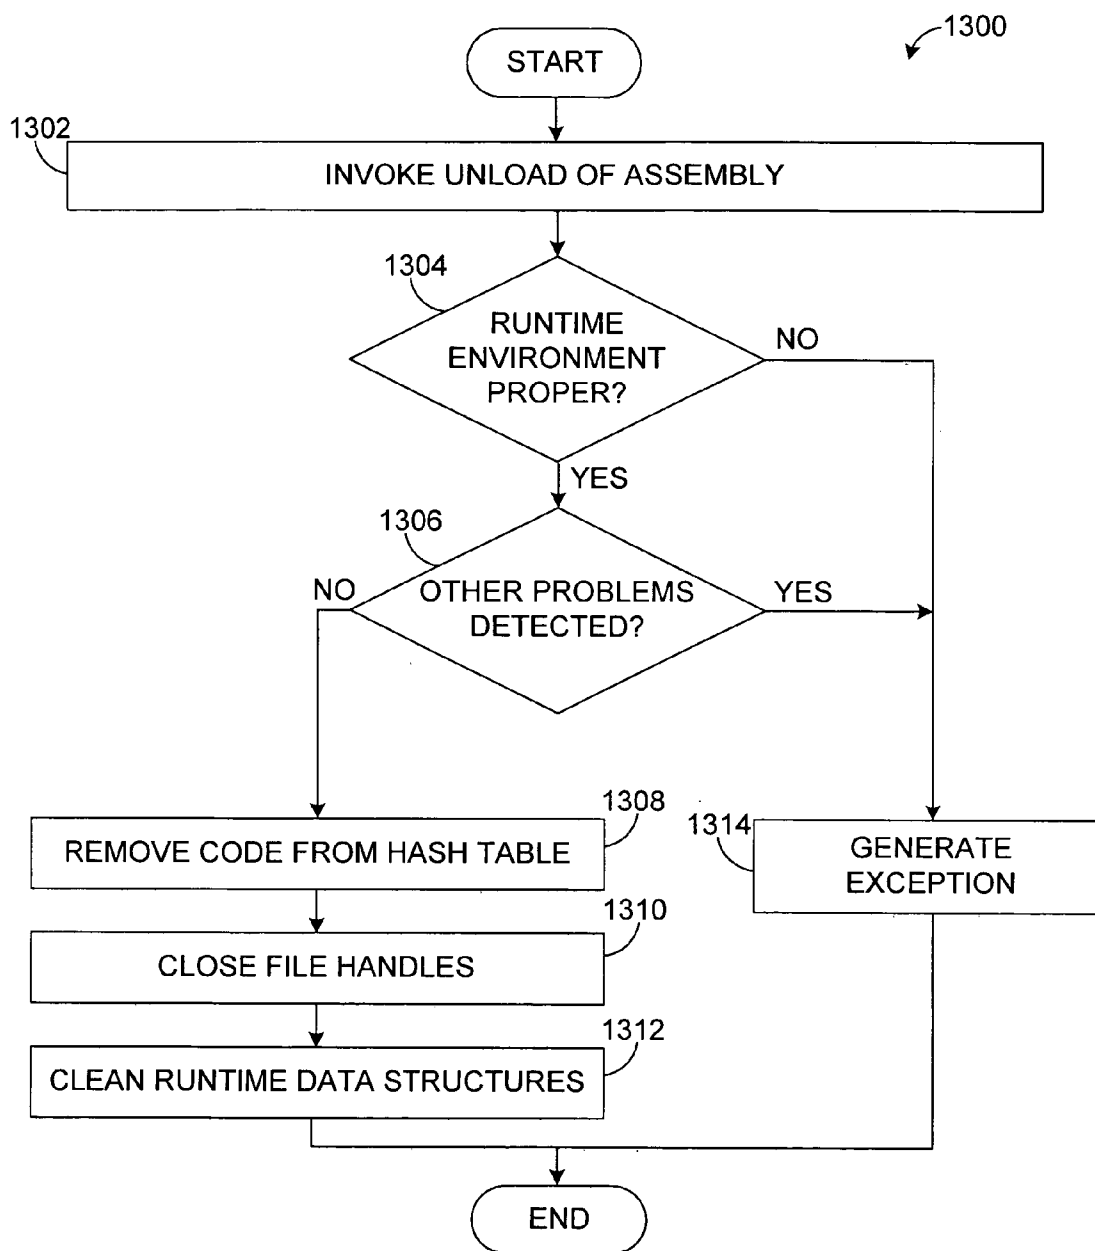 1300
START
1302
INVOKE UNLOAD OF ASSEMBLY
1304
RUNTIME
ENVIRONMENT
PROPER?
NO
YES
1306
NO
OTHER PROBLEMS
DETECTED?
YES
1308
REMOVE CODE FROM HASH TABLE
1314
GENERATE
EXCEPTION
1310
CLOSE FILE HANDLES
1312
CLEAN RUNTIME DATA STRUCTURES
END